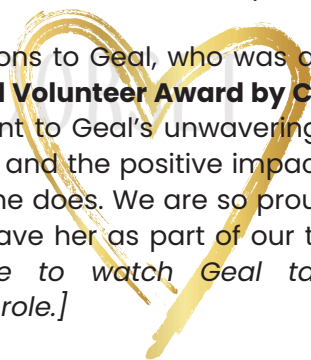 ons to Geal, who was a
Volunteer Award by C
nt to Geal's unwavering
and the positive impac
ne does. We are so prou
ave her as part of our t
e to watch Geal ta
role.]